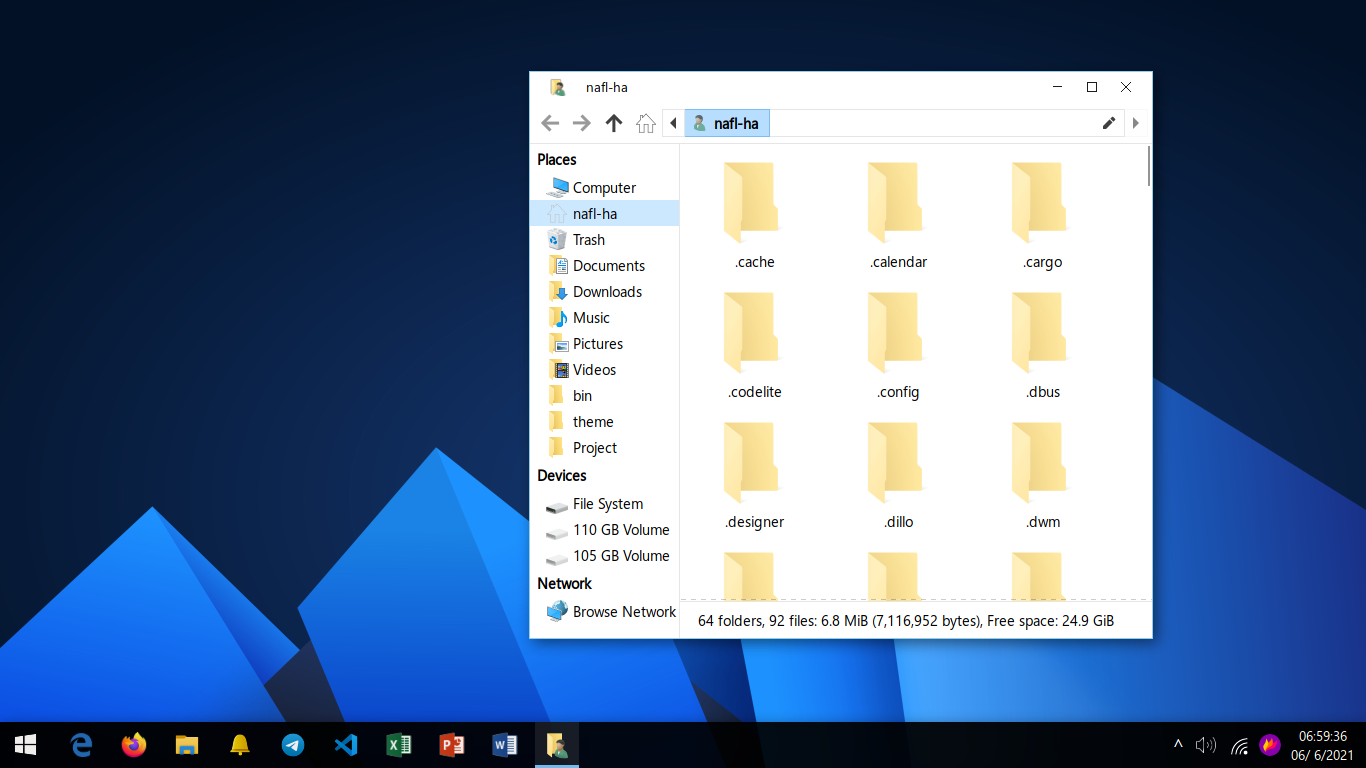 nafl-ha
nafl-ha
Places
Computer
nafl-ha
Trash
Documents
Downloads
Music
Pictures
Videos
bin
theme
Project
Devices
File System
110 GB Volume
105 GB Volume
Network
Browse Network
.cache .calendar .cargo
.codelite .config .dbus
.designer .dillo .dwm
64 folders, 92 files: 6.8 MiB (7,116,952 bytes), Free space: 24.9 GiB
06:59:36
06/ 6/2021